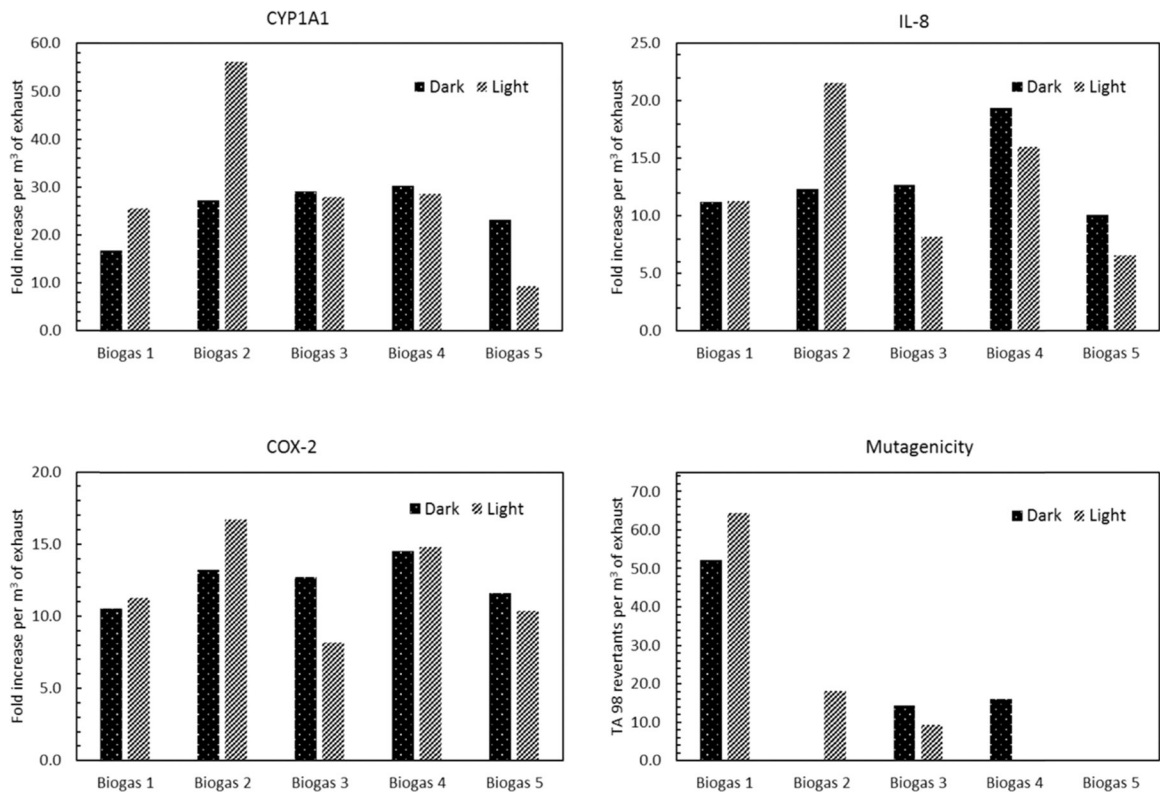 CYP1A1
Fold increase per m³ of exhaust
60.0
50.0
40.0
30.0
20.0
10.0
0.0
Dark Light
Biogas 1 Biogas 2 Biogas 3 Biogas 4 Biogas 5
IL-8
Fold increase per m³ of exhaust
25.0
20.0
15.0
10.0
5.0
0.0
Dark Light
Biogas 1 Biogas 2 Biogas 3 Biogas 4 Biogas 5
COX-2
Fold increase per m³ of exhaust
20.0
15.0
10.0
5.0
0.0
Dark Light
Biogas 1 Biogas 2 Biogas 3 Biogas 4 Biogas 5
Mutagenicity
TA 98 revertants per m³ of exhaust
70.0
60.0
50.0
40.0
30.0
20.0
10.0
0.0
Dark Light
Biogas 1 Biogas 2 Biogas 3 Biogas 4 Biogas 5